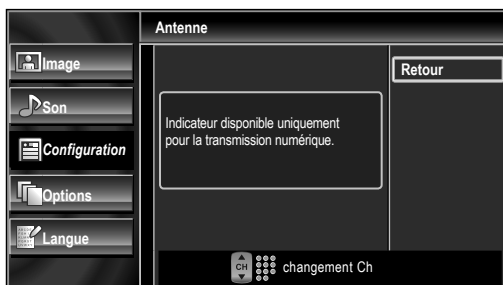 Antenne
Image
Son
Configuration
Options
Langue
Indicateur disponible uniquement
pour la transmission numérique.
Retour
CH
changement Ch